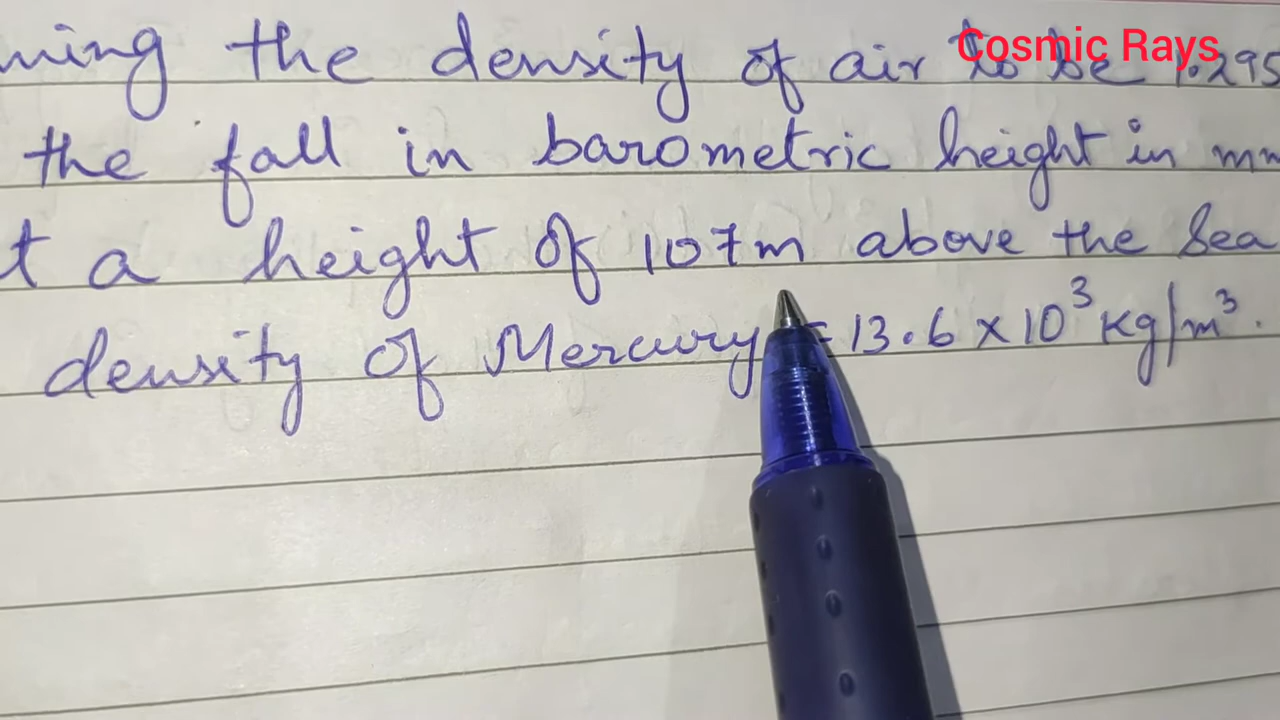 ming the density of air to be 1.295
the fall in barometric height in mm
t a height of 107m above the Sea
density of Mercury = 13.6 × 10³ kg/m³.
Cosmic Rays